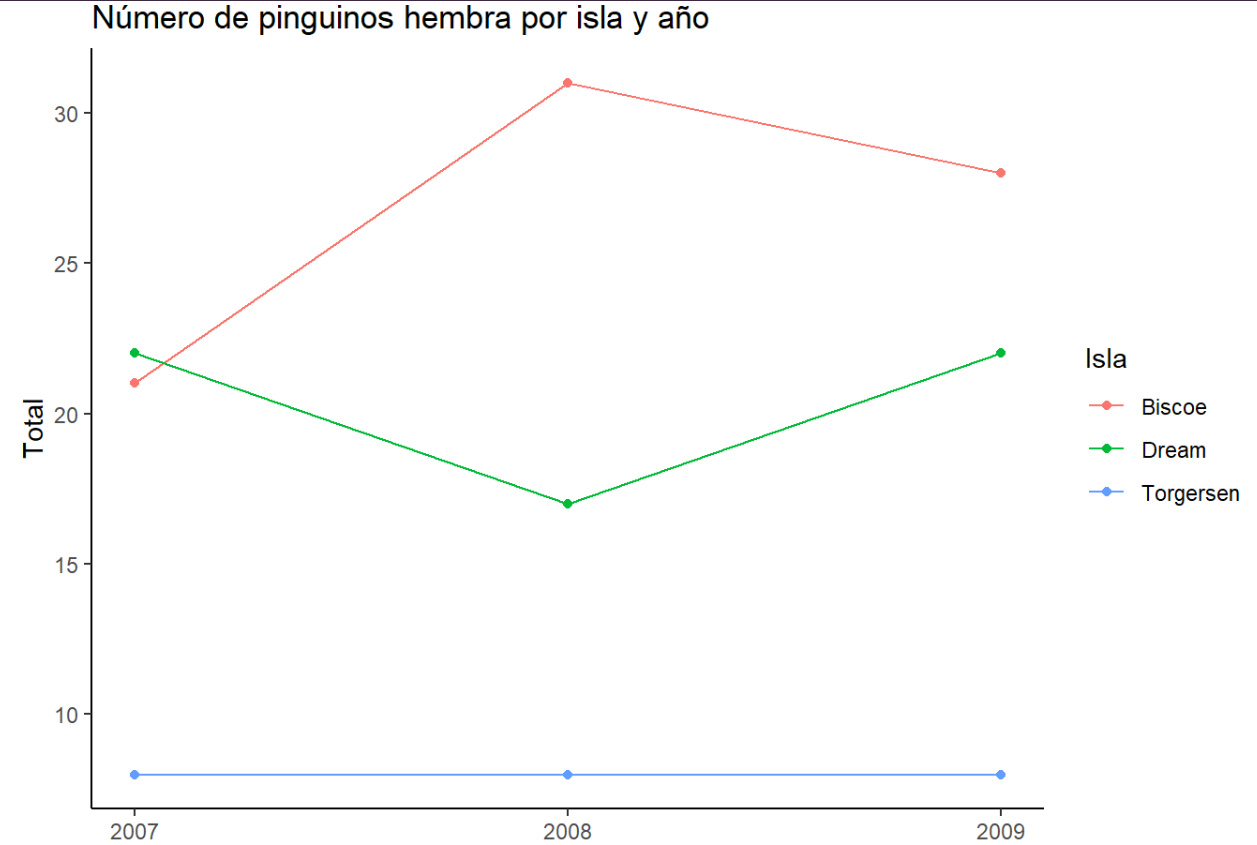 Número de pinguinos hembra por isla y año
30
25
20
15
10
Total
2007
2008
2009
Isla
Biscoe
Dream
Torgersen